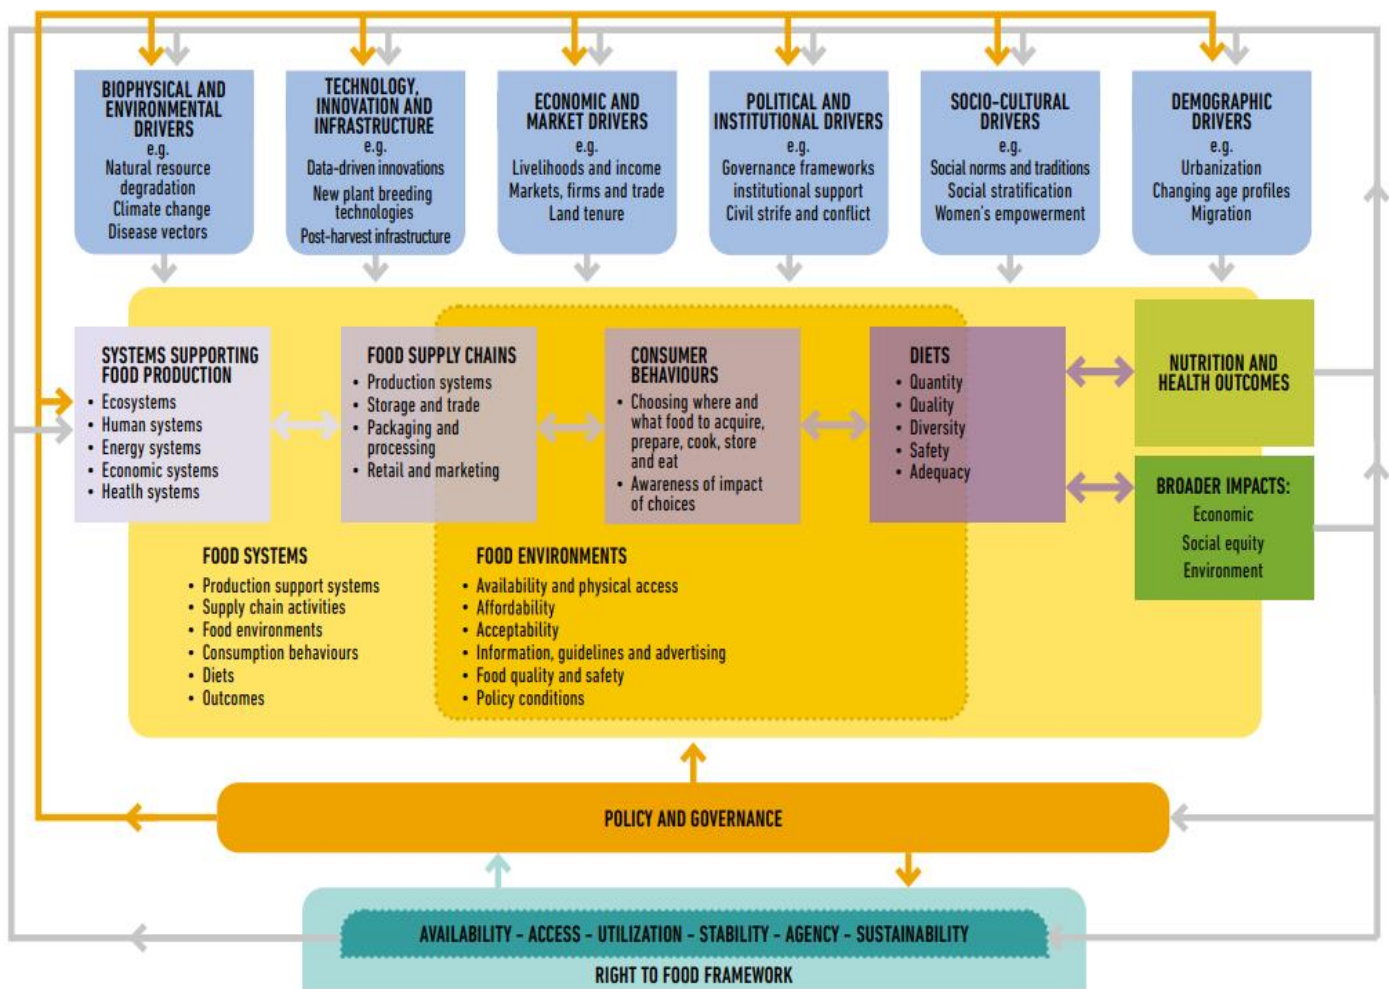 BIOPHYSICAL AND
ENVIRONMENTAL
DRIVERS
e.g.
Natural resource
degradation
Climate change
Disease vectors
TECHNOLOGY,
INNOVATION AND
INFRASTRUCTURE
e.g.
Data-driven innovations
New plant breeding
technologies
Post-harvest infrastructure
ECONOMIC AND
MARKET DRIVERS
e.g.
Livelihoods and income
Markets, firms and trade
Land tenure
POLITICAL AND
INSTITUTIONAL DRIVERS
e.g.
Governance frameworks
institutional support
Civil strife and conflict
SOCIO-CULTURAL
DRIVERS
e.g.
Social norms and traditions
Social stratification
Women's empowerment
DEMOGRAPHIC
DRIVERS
e.g.
Urbanization
Changing age profiles
Migration
SYSTEMS SUPPORTING
FOOD PRODUCTION
• Ecosystems
• Human systems
• Energy systems
• Economic systems
• Heatlh systems
FOOD SUPPLY CHAINS
• Production systems
• Storage and trade
• Packaging and
processing
• Retail and marketing
CONSUMER
BEHAVIOURS
• Choosing where and
what food to acquire,
prepare, cook, store
and eat
• Awareness of impact
of choices
DIETS
• Quantity
• Quality
• Diversity
• Safety
• Adequacy
NUTRITION AND
HEALTH OUTCOMES
BROADER IMPACTS:
Economic
Social equity
Environment
FOOD SYSTEMS
• Production support systems
• Supply chain activities
• Food environments
• Consumption behaviours
• Diets
• Outcomes
FOOD ENVIRONMENTS
• Availability and physical access
• Affordability
• Acceptability
• Information, guidelines and advertising
• Food quality and safety
• Policy conditions
POLICY AND GOVERNANCE
AVAILABILITY – ACCESS – UTILIZATION – STABILITY – AGENCY – SUSTAINABILITY
RIGHT TO FOOD FRAMEWORK